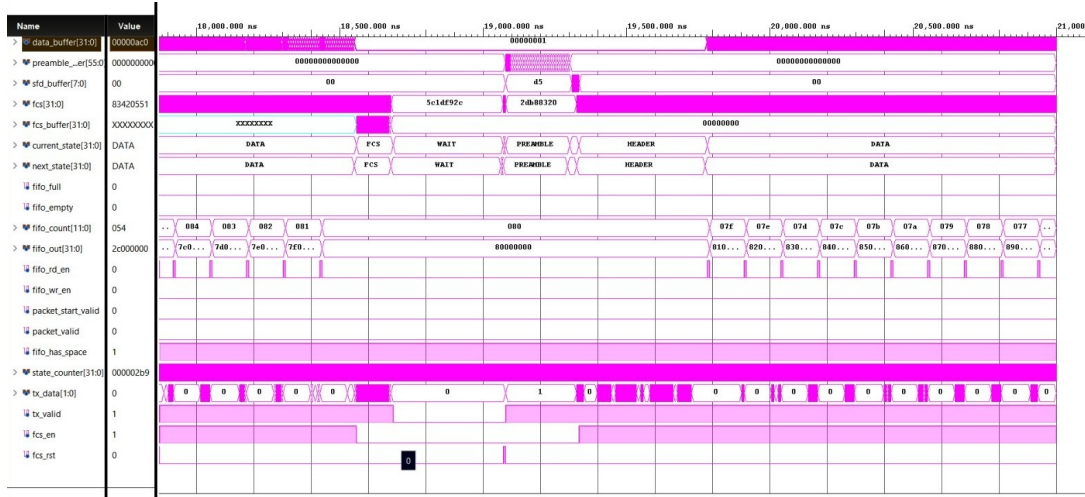 Name Value 18,000.000 ns 18,500.000 ns 19,000.000 ns 19,500.000 ns 20,000.000 ns 20,500.000 ns 21,000
data_buffer[31:0] 00000ac0 00000001
preamble_...er[55:0] 0000000000 00000000000000 00000000000000
sfd_buffer[7:0] 00 00 d5 00
fcs[31:0] 83420551 5c1df92c 2db88320
fcs_buffer[31:0] XXXXXXXX XXXXXXXX 00000000
current_state[31:0] DATA DATA FCS WAIT PREAMBLE HEADER DATA
next_state[31:0] DATA DATA FCS WAIT PREAMBLE HEADER DATA
fifo_full 0
fifo_empty 0
fifo_count[11:0] 054 .. 084 083 082 081 080 07f 07e 07d 07c 07b 07a 079 078 077 ..
fifo_out[31:0] 2c000000 .. 7c0... 7d0... 7e0... 7f0... 80000000 810... 820... 830... 840... 850... 860... 870... 880... 890... ..
fifo_rd_en 0
fifo_wr_en 0
packet_start_valid 0
packet_valid 0
fifo_has_space 1
state_counter[31:0] 000002b9
tx_data[1:0] 0 0 0 0 0 0 0 1 0 0 0 0 0 0 0 0 0 0 0
tx_valid 1
fcs_en 1
fcs_rst 0 0